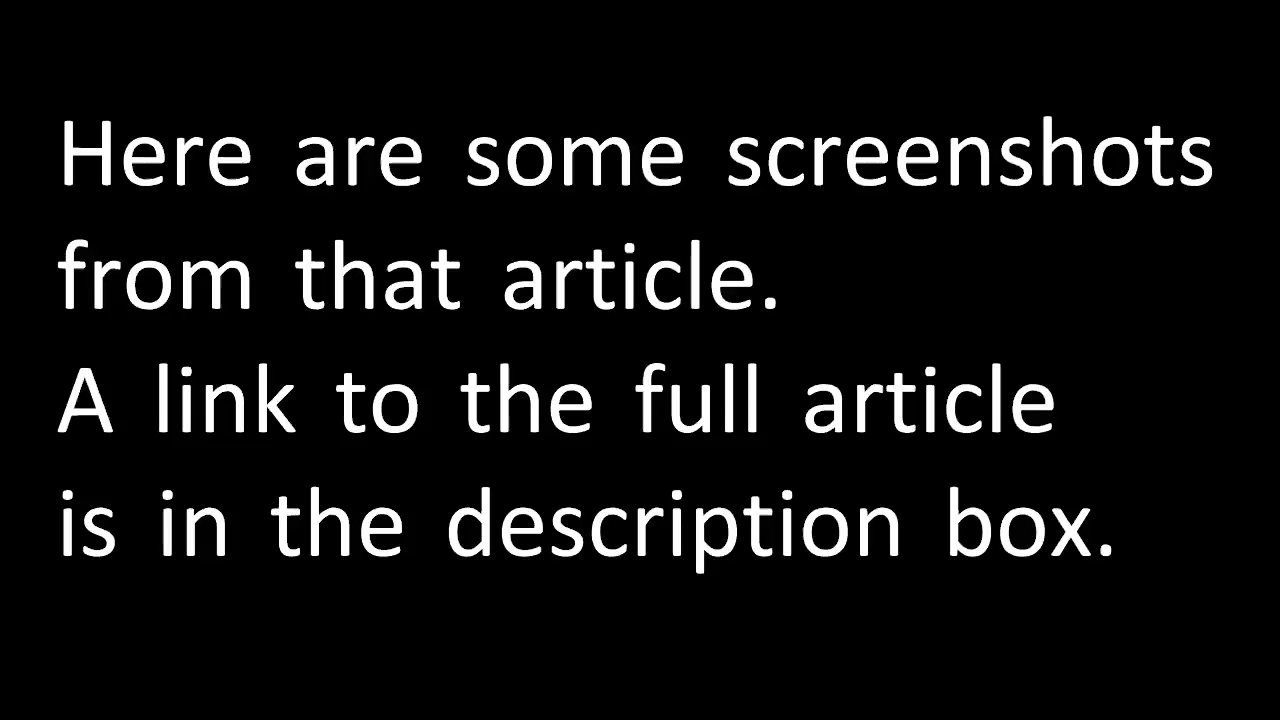 Here are some screenshots
from that article.
A link to the full article
is in the description box.